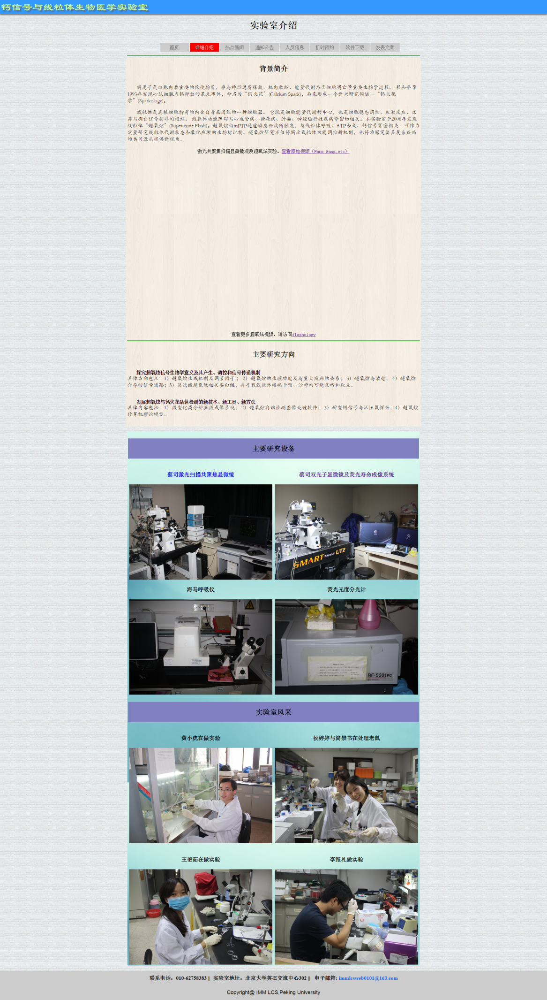 钙信号与线粒体生物医学实验室
实验室介绍
首页 详细介绍 热点新闻 通知公告 人员信息 机时预约 软件下载 发表文章
背景简介
钙离子是细胞内最重要的信使物质，参与神经递质释放、肌肉收缩、能量代谢乃至细胞凋亡等重要生物学过程。 程和平等
1993年发现心肌细胞内钙释放的基元事件，命名为“钙火花”(Calcium Spark)，后来形成一个新兴研究领域—“钙火花
学”(Sparkology)。
线粒体是真核细胞特有的内含自身基因组的一种细胞器。 它既是细胞能量代谢的中心，也是细胞稳态调控、应激反应、生
存与凋亡信号转导的枢纽。 线粒体功能障碍与心血管病、糖尿病、肿瘤、神经退行性疾病等密切相关。本实验室于2008年发现
线粒体“超氧炫”(Superoxide Flash)。超氧炫由mPTP通道瞬态开放所触发，与线粒体呼吸、ATP合成、钙信号紧密相关，可作为
定量研究线粒体代谢状态和氧化应激的生物标记物。超氧炫研究不仅将揭示线粒体功能调控新机制，也将为探究诸多复杂疾病
的共同源头提供新视角。
激光共聚焦扫描显微镜观测超氧炫实验。查看原始视频（Wang Wang,etc）
查看更多超氧炫视频，请访问flashology
主要研究方向
探究超氧炫信号生物学意义及其产生、调控和信号传递机制
具体方向包括：1）超氧炫生成机制及调节因子； 2）超氧炫的生理功能及与重大疾病的关系； 3）超氧炫与衰老； 4）超氧炫
介导的信号通路；5）筛选线超氧炫相关蛋白组，并寻找线粒体疾病干预、治疗的可能策略和靶点。
发展超氧炫与钙火花活体检测的新技术、新工具、新方法
具体内容包括：1）微型化高分辨显微成像系统； 2）超氧炫自动检测图像处理软件； 3）新型钙信号与活性氧探针；4）超氧炫
计算机理论模型。
主要研究设备
蔡司激光扫描共聚焦显微镜 蔡司双光子显微镜及荧光寿命成像系统
SMART-TABLE UT2
海马呼吸仪 荧光光度分光计
RF-5301PC
实验室风采
黄小虎在做实验 侯婷婷与简崇书在处理老鼠
王艳茹在做实验 李雅礼做实验
联系电话：010-62758383 || 实验室地址：北京大学英杰交流中心302 || 电子邮箱: immlcsweb0101@163.com
Copyright@ IMM LCS,Peking University